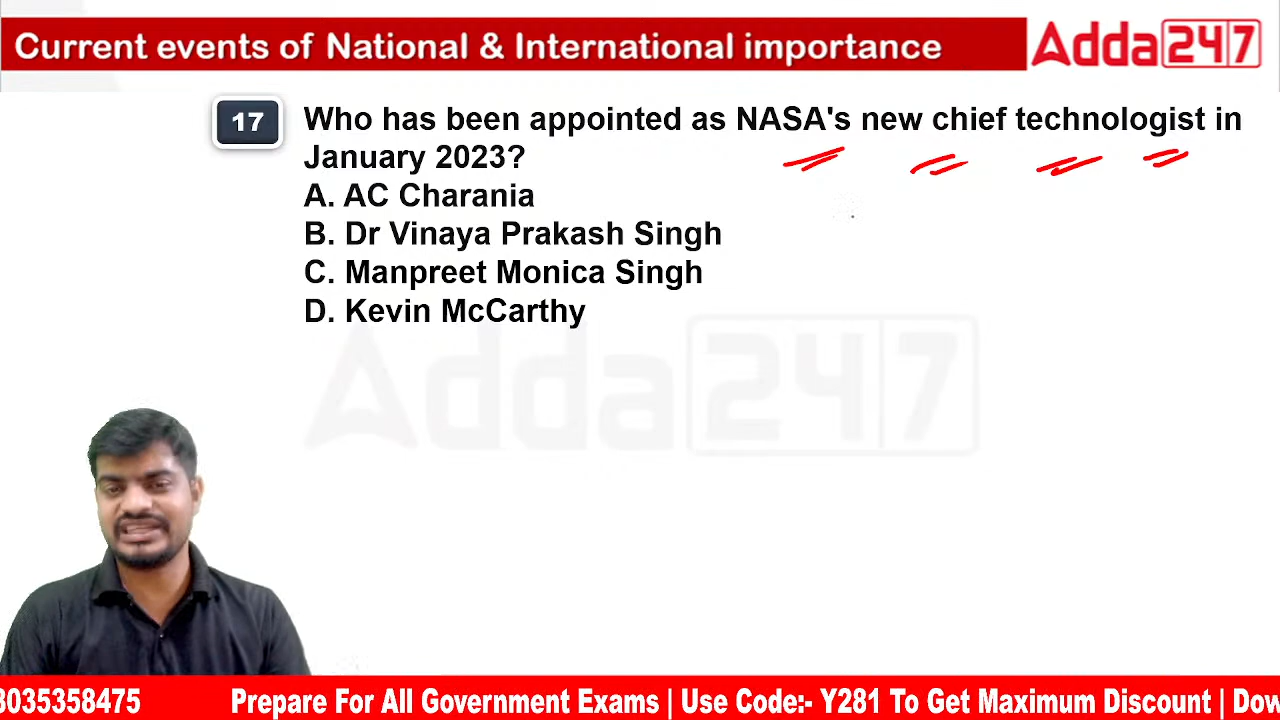 Current events of National & International importance
Adda247
17
Who has been appointed as NASA's new chief technologist in
January 2023?
A. AC Charania
B. Dr Vinaya Prakash Singh
C. Manpreet Monica Singh
D. Kevin McCarthy
Adda247
8035358475 Prepare For All Government Exams | Use Code:- Y281 To Get Maximum Discount | Dow